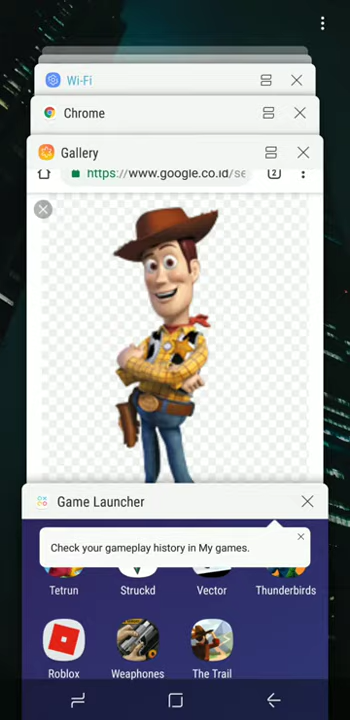 Wi-Fi
Chrome
Gallery
https://www.google.co.id/se
2
Game Launcher
Check your gameplay history in My games.
Tetrun
Struckd
Vector
Thunderbirds
Roblox
Weaphones
The Trail